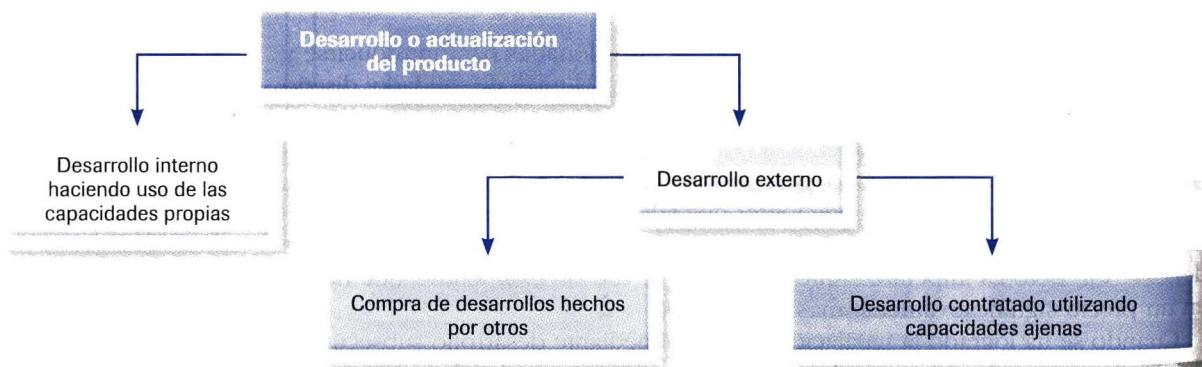 Desarrollo o actualización
del producto
Desarrollo interno
haciendo uso de las
capacidades propias
Desarrollo externo
Compra de desarrollos hechos
por otros
Desarrollo contratado utilizando
capacidades ajenas